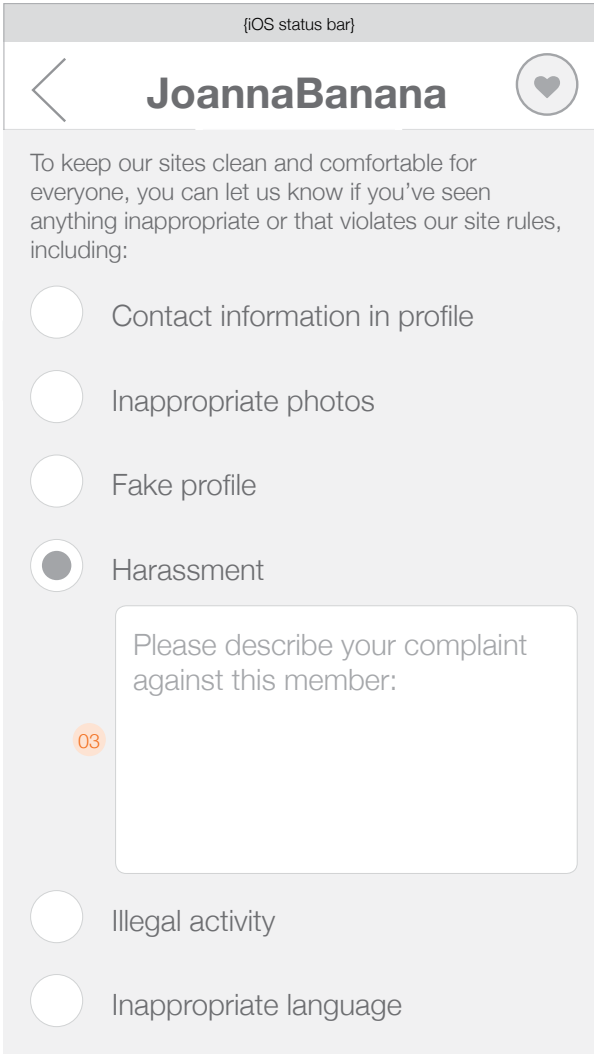 {iOS status bar}
JoannaBanana
To keep our sites clean and comfortable for
everyone, you can let us know if you’ve seen
anything inappropriate or that violates our site rules,
including:
Contact information in profile
Inappropriate photos
Fake profile
Harassment
Please describe your complaint
against this member:
03
Illegal activity
Inappropriate language